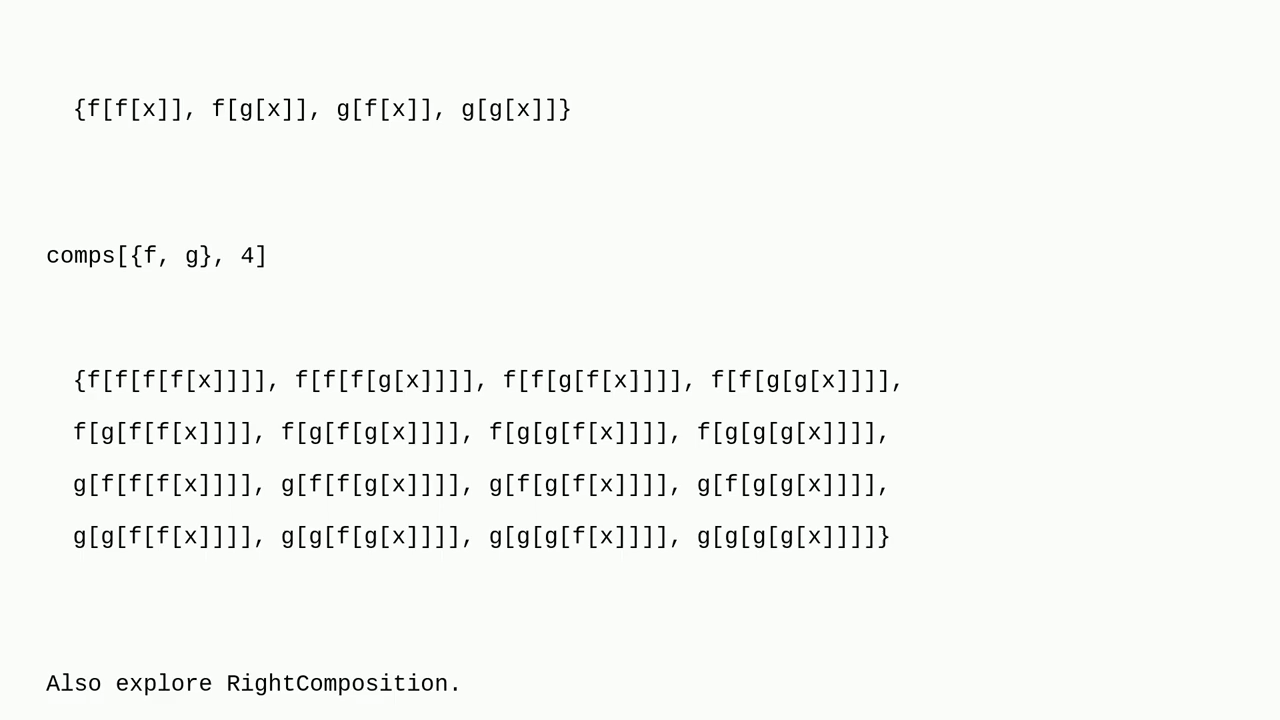 {f[f[x]], f[g[x]], g[f[x]], g[g[x]]}
comps[{f, g}, 4]
{f[f[f[f[x]]]], f[f[f[g[x]]]], f[f[g[f[x]]]], f[f[g[g[x]]]],
f[g[f[f[x]]]], f[g[f[g[x]]]], f[g[g[f[x]]]], f[g[g[g[x]]]],
g[f[f[f[x]]]], g[f[f[g[x]]]], g[f[g[f[x]]]], g[f[g[g[x]]]],
g[g[f[f[x]]]], g[g[f[g[x]]]], g[g[g[f[x]]]], g[g[g[g[x]]]]}
Also explore RightComposition.